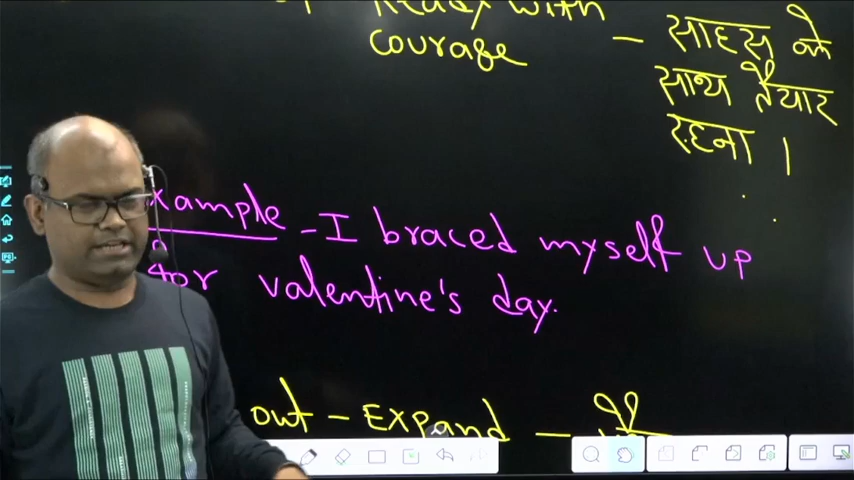 Ready with
courage - साहस के
साथ तैयार
रहना ।
xample - I braced myself up
for valentine's day.
out - Expand -